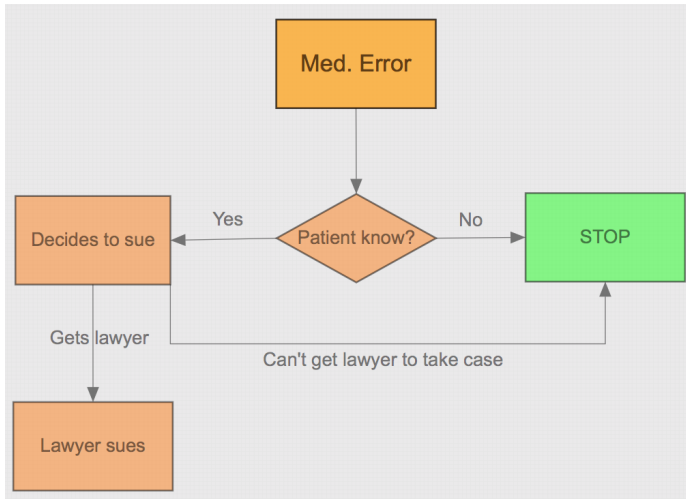 Med. Error
Yes
Patient know?
No
Decides to sue
STOP
Gets lawyer
Can't get lawyer to take case
Lawyer sues